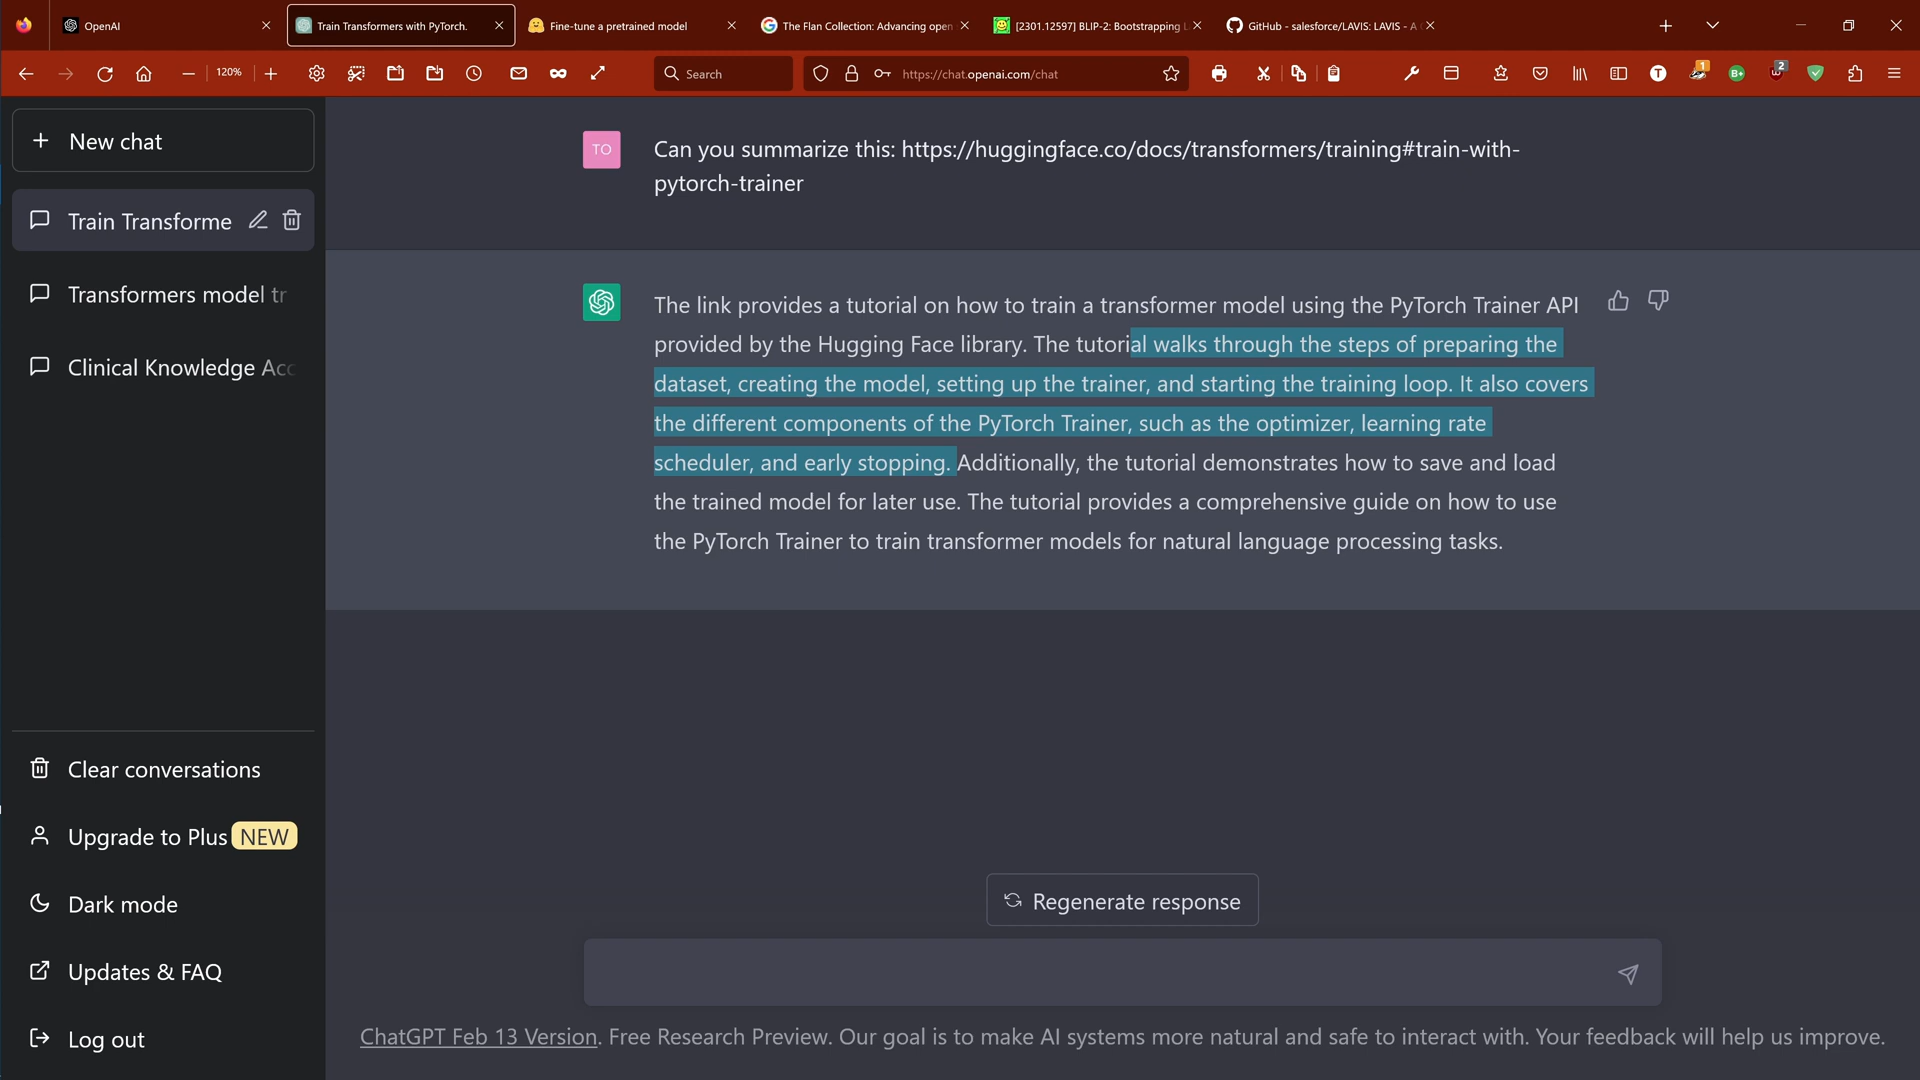 OpenAI
Train Transformers with PyTorch.
Fine-tune a pretrained model
The Flan Collection: Advancing open
[2301.12597] BLIP-2: Bootstrapping L
GitHub - salesforce/LAVIS: LAVIS - A
120%
Search
https://chat.openai.com/chat
1
2
New chat
Train Transforme
Transformers model tr
Clinical Knowledge Acc
Clear conversations
Upgrade to Plus NEW
Dark mode
Updates & FAQ
Log out
TO
Can you summarize this: https://huggingface.co/docs/transformers/training#train-with-
pytorch-trainer
The link provides a tutorial on how to train a transformer model using the PyTorch Trainer API
provided by the Hugging Face library. The tutorial walks through the steps of preparing the
dataset, creating the model, setting up the trainer, and starting the training loop. It also covers
the different components of the PyTorch Trainer, such as the optimizer, learning rate
scheduler, and early stopping. Additionally, the tutorial demonstrates how to save and load
the trained model for later use. The tutorial provides a comprehensive guide on how to use
the PyTorch Trainer to train transformer models for natural language processing tasks.
Regenerate response
ChatGPT Feb 13 Version. Free Research Preview. Our goal is to make AI systems more natural and safe to interact with. Your feedback will help us improve.